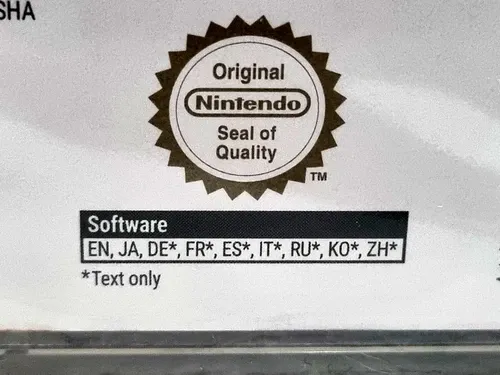 SHA
Original
Nintendo
Seal of
Quality
TM
Software
EN, JA, DE*, FR*, ES*, IT*, RU*, KO*, ZH*
*Text only